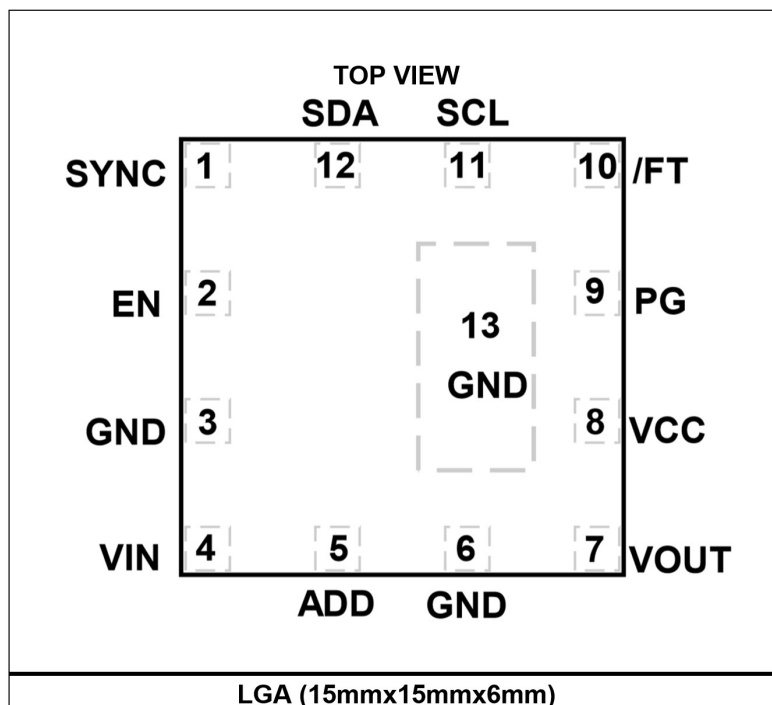 TOP VIEW
SDA SCL
SYNC 1 12 11 10 /FT
EN 2 9 PG
13
GND
GND 3 8 VCC
VIN 4 5 6 7 VOUT
ADD GND
LGA (15mmx15mmx6mm)